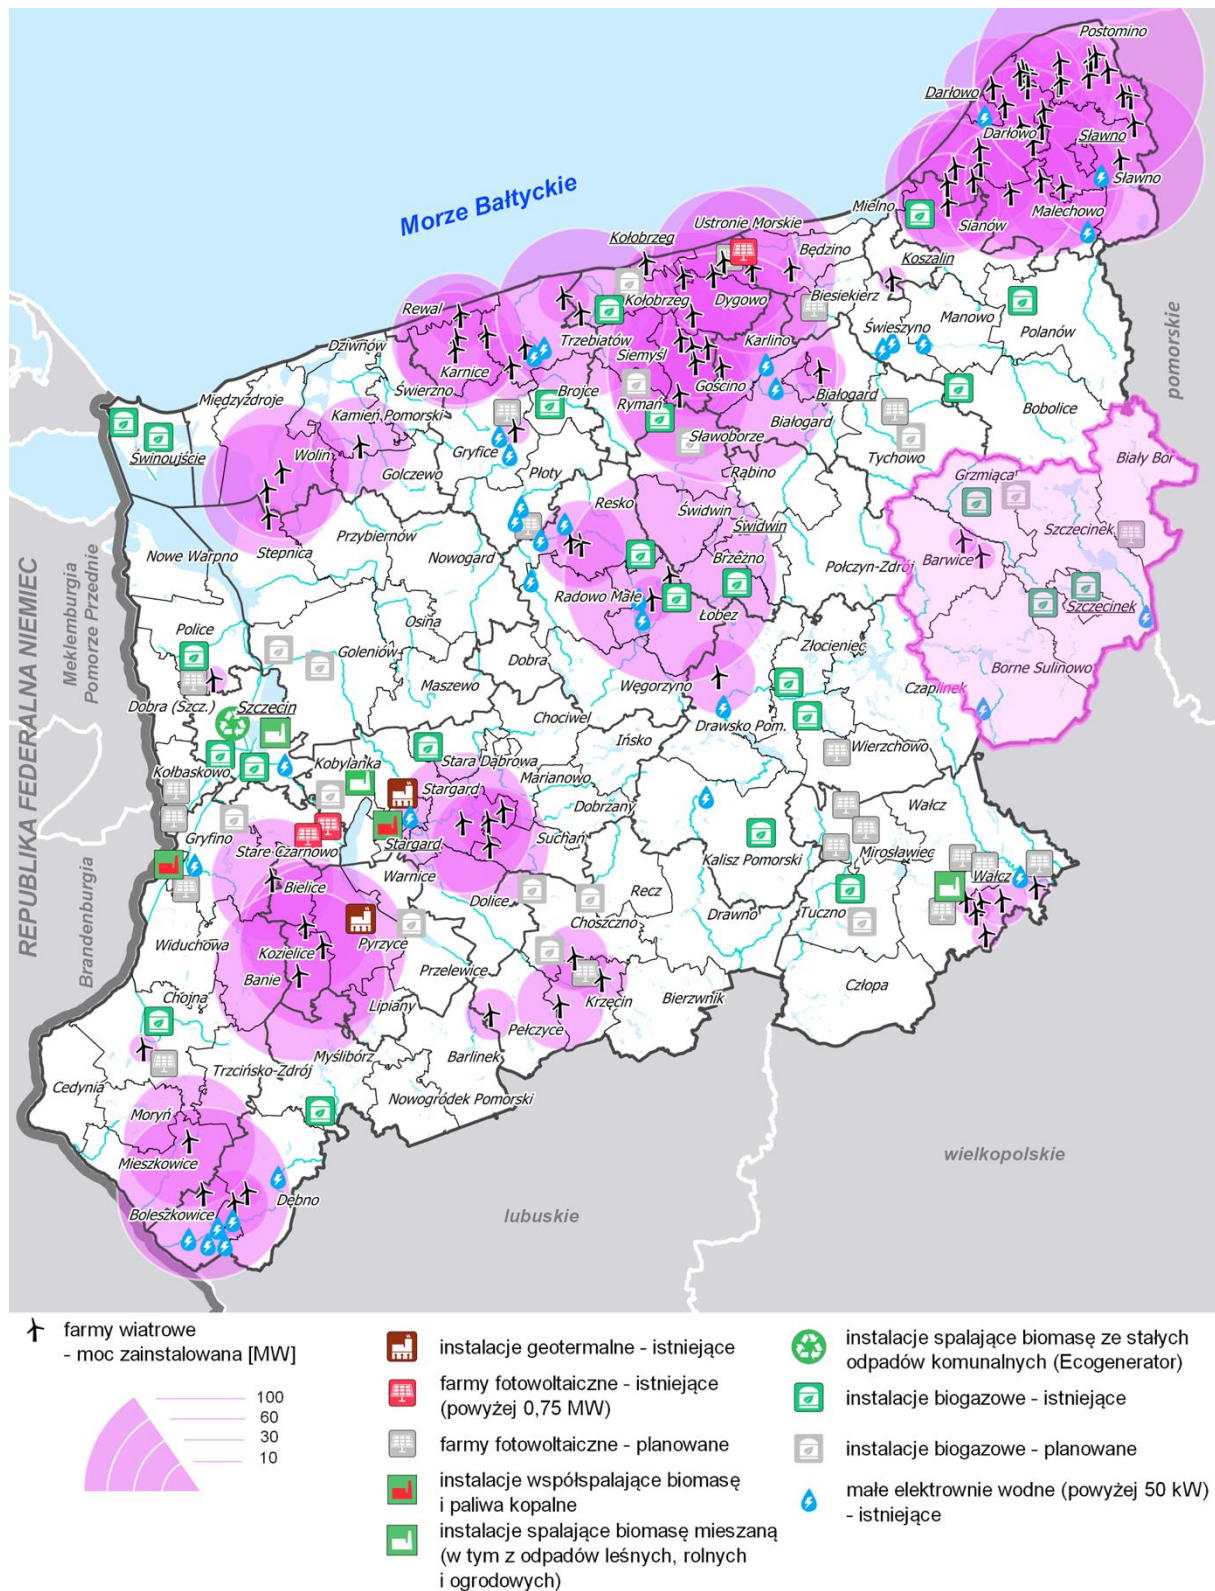 Postomino
Darłowo
Darłowo
Sławno
Sławno
Morze Bałtyckie
Mielno
Malechowo
Sianów
Ustronie Morskie
Kołobrzeg
Będzino
Koszalin
Rewal
Kołobrzeg
Dygowo
Biesiekierz
Manowo
Polanów
pomorskie
Dziwnów
Trzebiatów
Siemyśl
Karlino
Świeszyno
Karnice
Świerzno
Gościno
Międzyzdroje
Kamień Pomorski
Brojce
Rymań
Białogard
Białogard
Bobolice
Świnoujście
Wolin
Golczewo
Gryfice
Sławoborze
Tychowo
Biały Bór
Płoty
Rąbino
Grzmiąca
Resko
Świdwin
Świdwin
Szczecinek
Stepnica
Przybiernów
Nowogard
Nowe Warpno
Brzeżno
Połczyn-Zdrój
Barwice
Radowo Małe
Łobez
Szczecinek
REPUBLIKA FEDERALNA NIEMIEC
Meklemburgia
Pomorze Przednie
Police
Osina
Goleniów
Dobra
Złocieniec
Borne Sulinowo
Maszewo
Węgorzyno
Czaplinek
Dobra (Szcz.)
Szczecin
Chociwel
Drawsko Pom.
Ińsko
Wierzchowo
Kołbaskowo
Kobylanka
Stara Dąbrowa
Marianowo
Stargard
Dobrzany
Wałcz
Gryfino
Stare Czarnowo
Stargard
Suchań
Kalisz Pomorski
Mirosławiec
Brandenburgia
Warnice
Recz
Wałcz
Bielice
Dolice
Choszczno
Drawno
Tuczno
Widuchowa
Kozielice
Pyrzyce
Banie
Przelewice
Człopa
Chojna
Lipiany
Krzęcin
Bierzwnik
Pełczyce
Myślibórz
Barlinek
Trzcińsko-Zdrój
Cedynia
Nowogródek Pomorski
Moryń
Mieszkowice
wielkopolskie
Dębno
Boleszkowice
lubuskie
farmy wiatrowe
- moc zainstalowana [MW]
100
60
30
10
instalacje geotermalne - istniejące
farmy fotowoltaiczne - istniejące
(powyżej 0,75 MW)
farmy fotowoltaiczne - planowane
instalacje współspalające biomasę
i paliwa kopalne
instalacje spalające biomasę mieszaną
(w tym z odpadów leśnych, rolnych
i ogrodowych)
instalacje spalające biomasę ze stałych
odpadów komunalnych (Ecogenerator)
instalacje biogazowe - istniejące
instalacje biogazowe - planowane
małe elektrownie wodne (powyżej 50 kW)
- istniejące